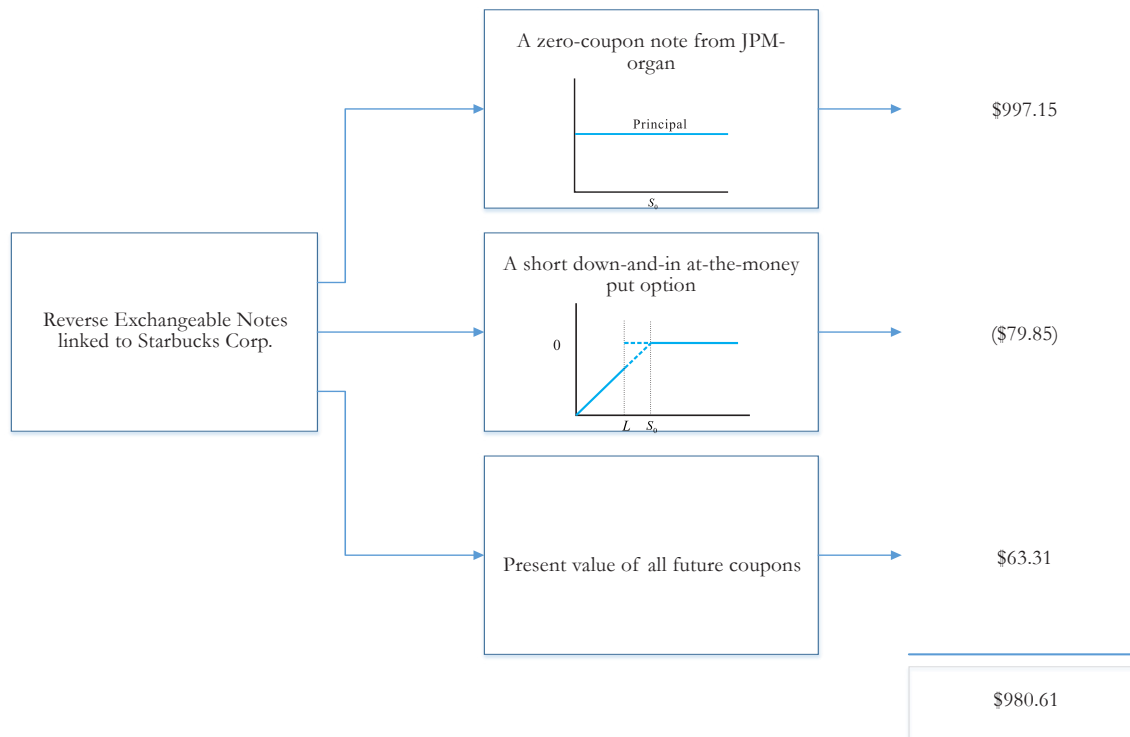 A zero-coupon note from JPM-
organ
Principal
S₀
$997.15
Reverse Exchangeable Notes
linked to Starbucks Corp.
A short down-and-in at-the-money
put option
0
L S₀
($79.85)
Present value of all future coupons
$63.31
$980.61